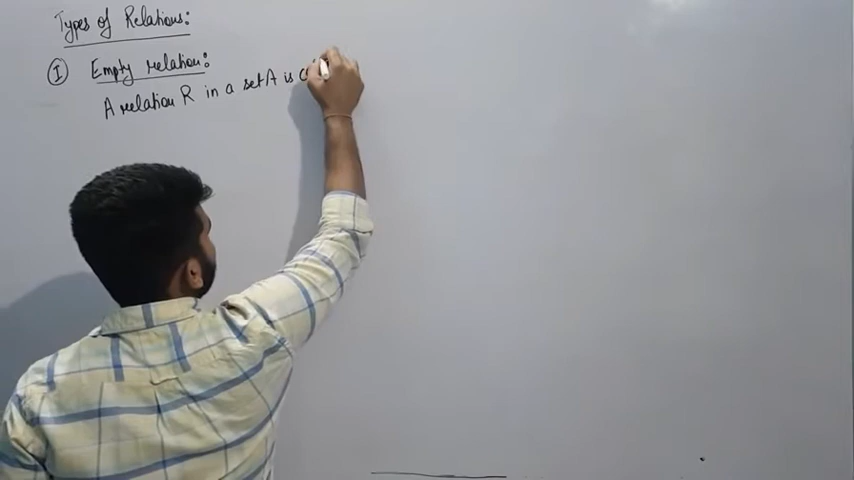 Types of Relations:
I Empty relation:
A relation R in a set A is